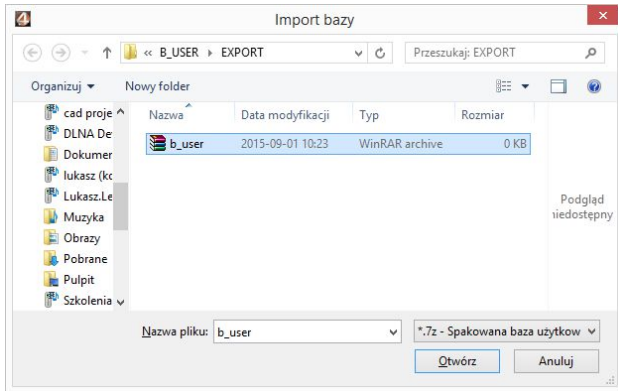 Import bazy
« B_USER ▸ EXPORT
Przeszukaj: EXPORT
Organizuj
Nowy folder
Nazwa Data modyfikacji Typ Rozmiar
b_user 2015-09-01 10:23 WinRAR archive 0 KB
cad proje
DLNA De
Dokumer
lukasz (kc
Lukasz.Le
Muzyka
Obrazy
Pobrane
Pulpit
Szkolenia
Podgląd
niedostępny
Nazwa pliku: b_user
*.7z - Spakowana baza użytkow
Otwórz Anuluj